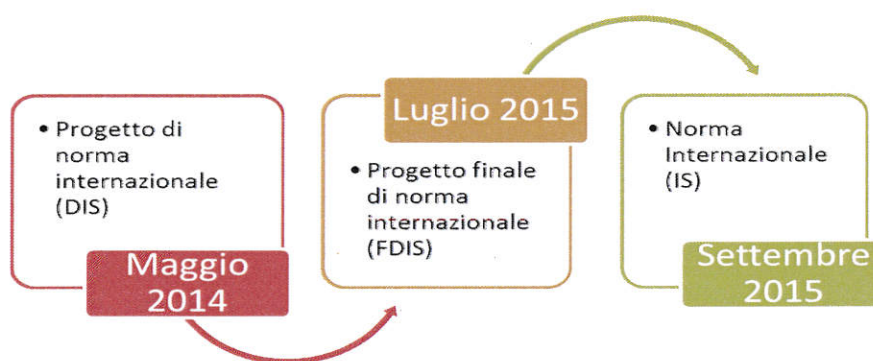 • Progetto di
norma
internazionale
(DIS)
Maggio
2014
Luglio 2015
• Progetto finale
di norma
internazionale
(FDIS)
• Norma
Internazionale
(IS)
Settembre
2015